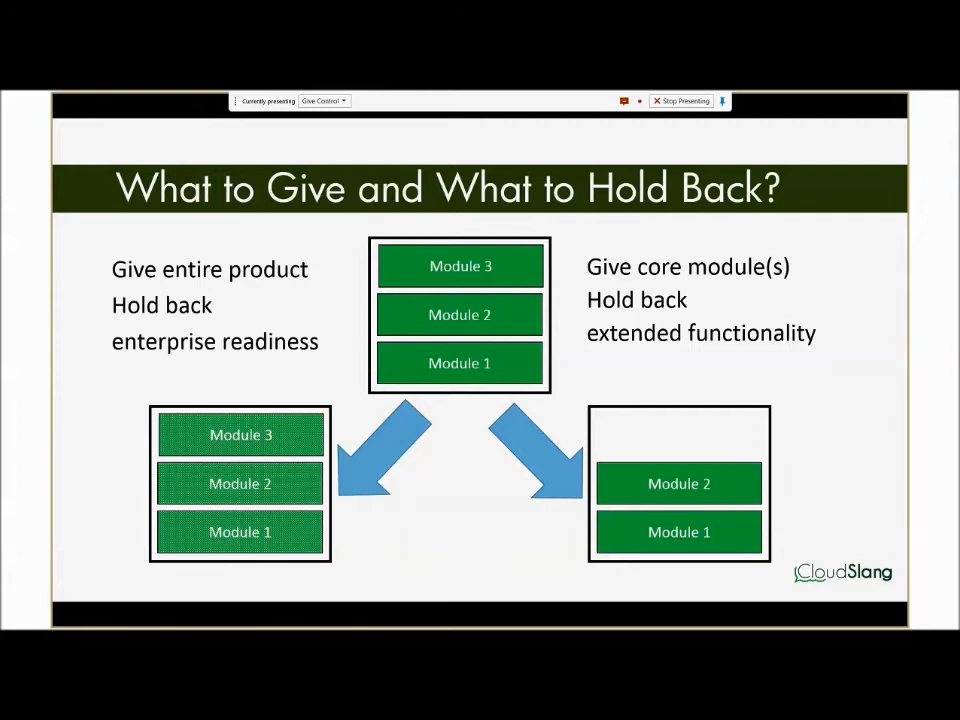 Currently presenting Give Control
Stop Presenting
What to Give and What to Hold Back?
Give entire product
Hold back
enterprise readiness
Module 3
Module 2
Module 1
Give core module(s)
Hold back
extended functionality
Module 3
Module 2
Module 1
Module 2
Module 1
CloudSlang